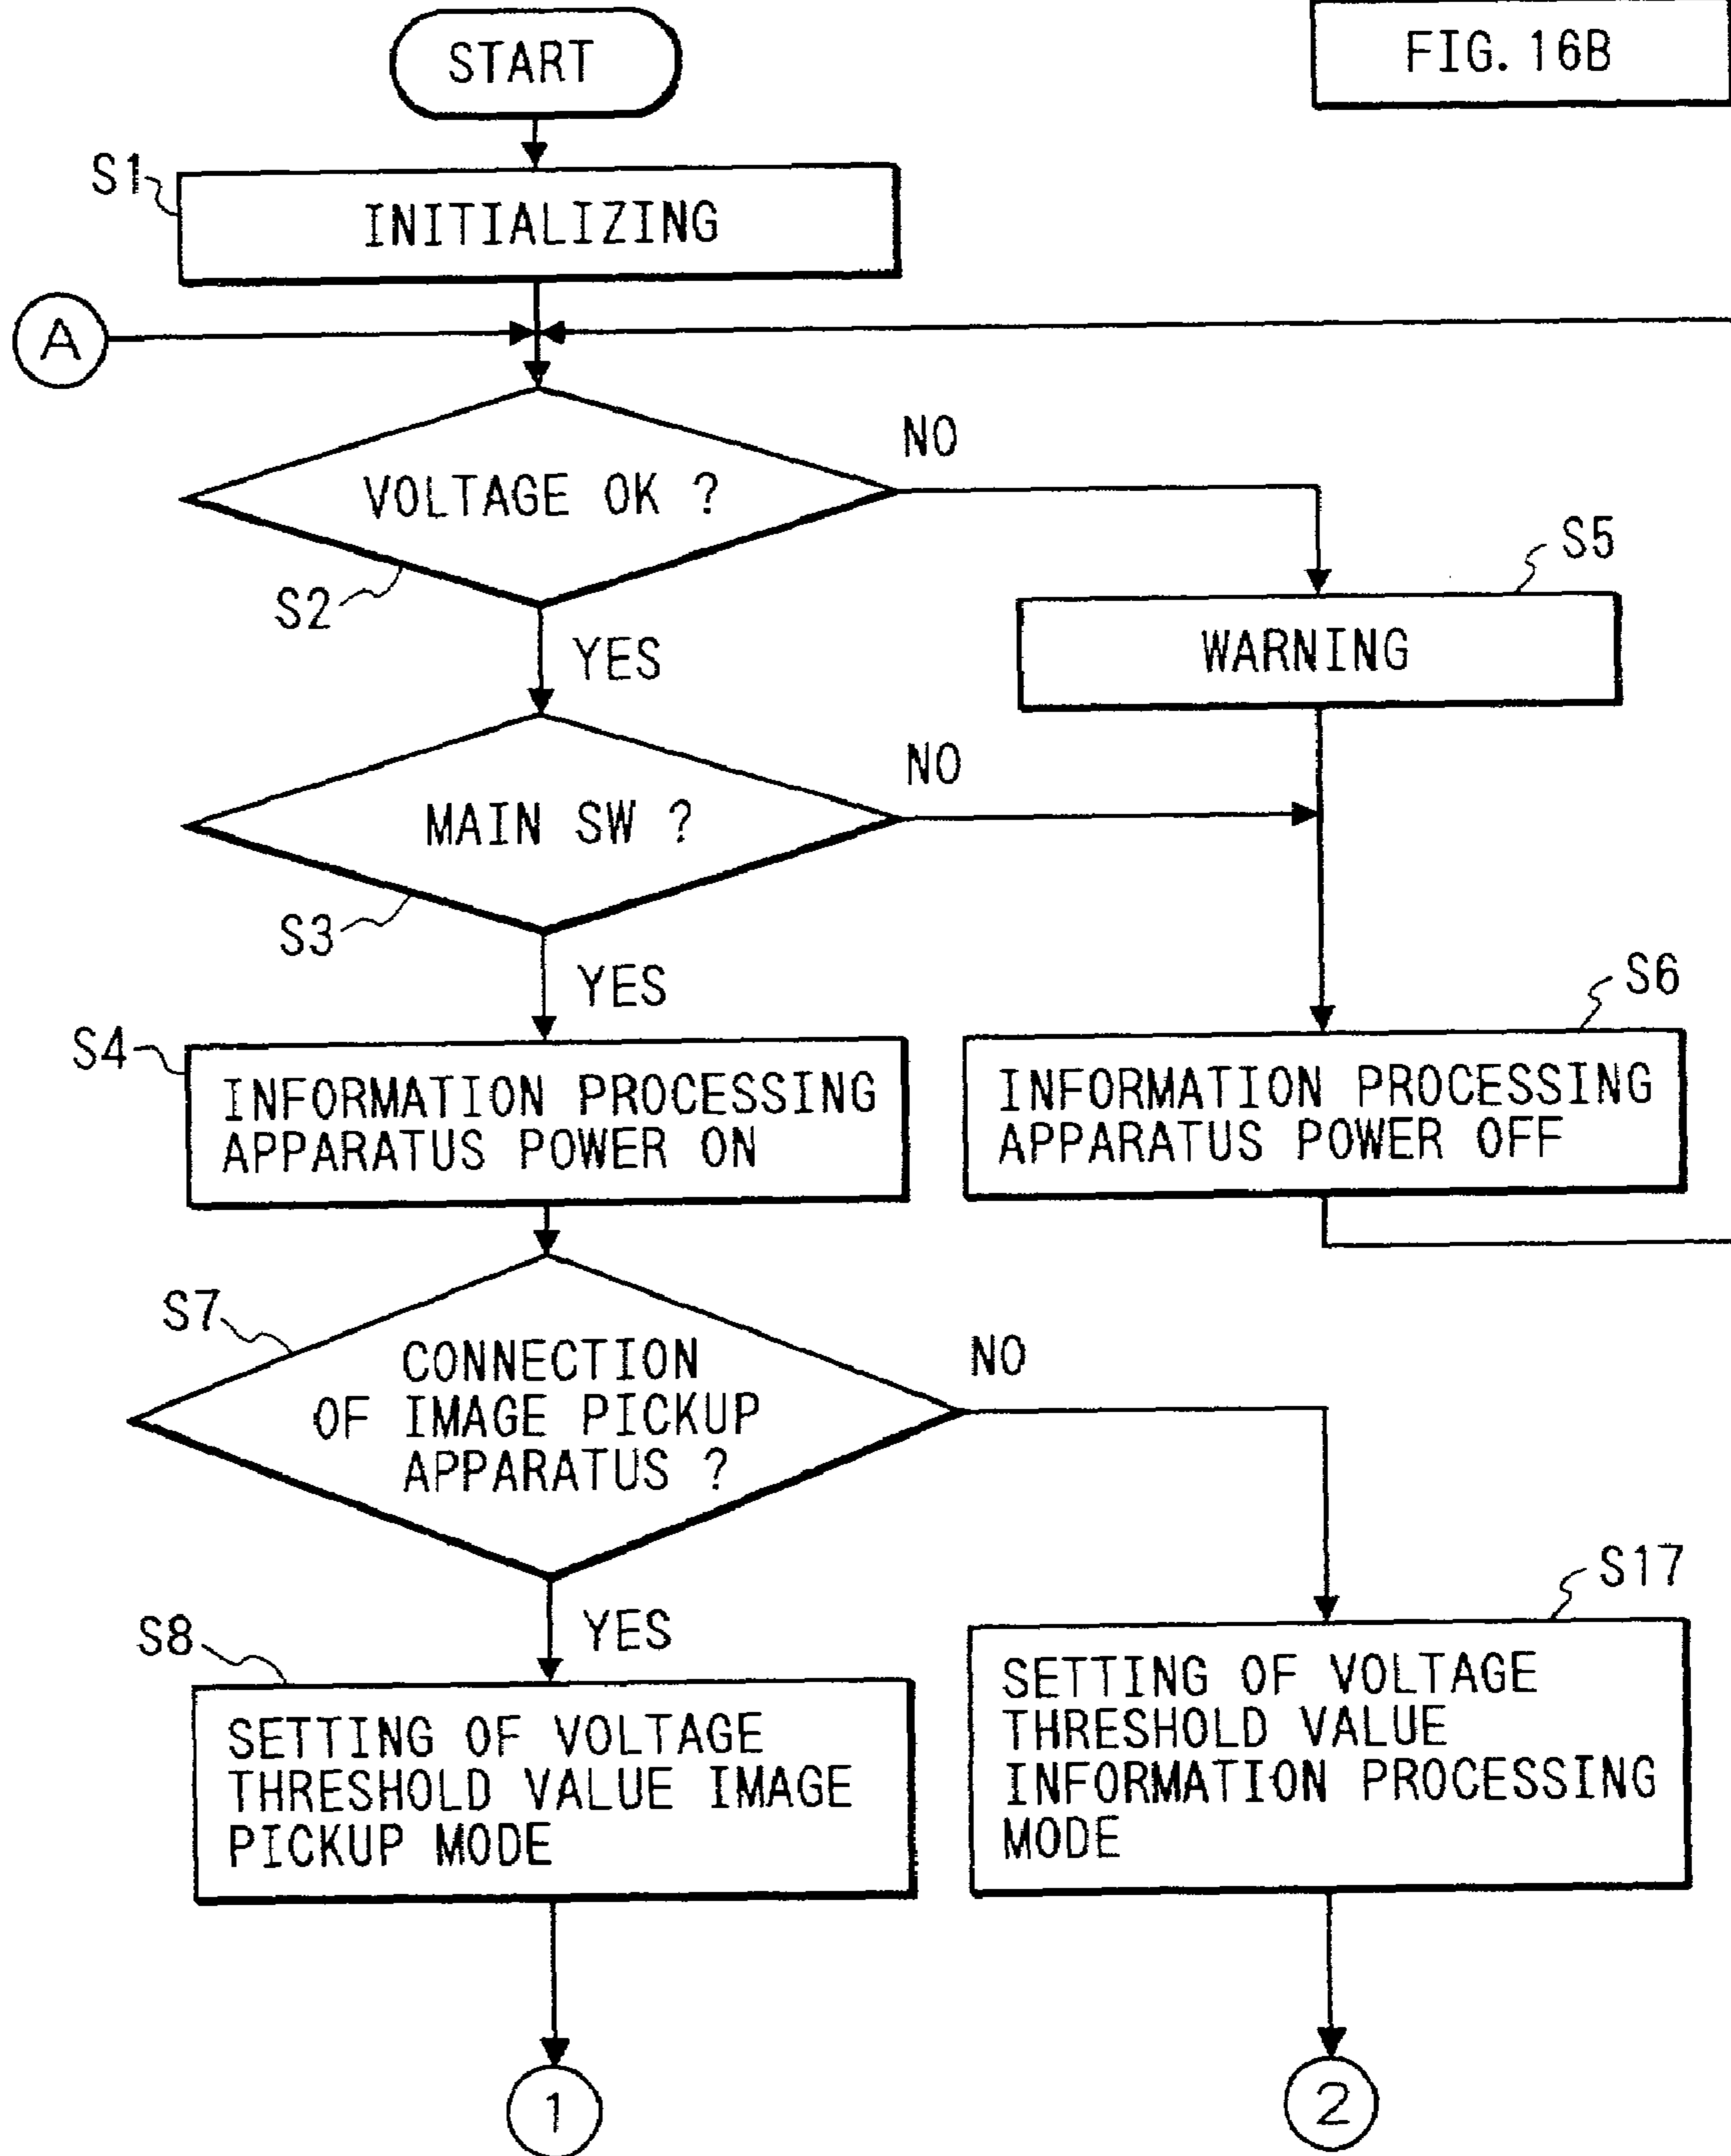 FIG. 16B
START
S1
INITIALIZING
A
VOLTAGE OK ?
NO
S2
YES
S5
WARNING
MAIN SW ?
NO
S3
YES
S4
INFORMATION PROCESSING
APPARATUS POWER ON
S6
INFORMATION PROCESSING
APPARATUS POWER OFF
S7
CONNECTION
OF IMAGE PICKUP
APPARATUS ?
NO
YES
S8
SETTING OF VOLTAGE
THRESHOLD VALUE IMAGE
PICKUP MODE
S17
SETTING OF VOLTAGE
THRESHOLD VALUE
INFORMATION PROCESSING
MODE
1
2